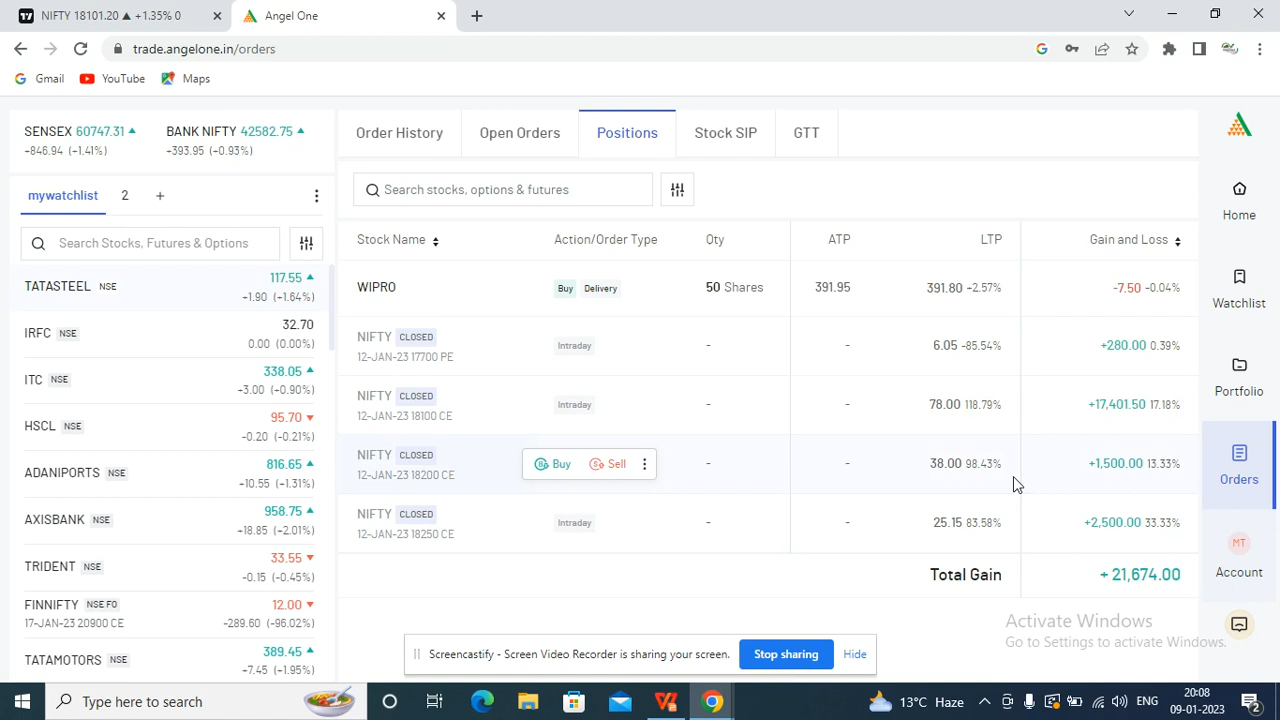 NIFTY 18101.20 ▲ +1.35% 0
Angel One
trade.angelone.in/orders
Gmail
YouTube
Maps
SENSEX 60747.31
+846.94 (+1.41%)
BANK NIFTY 42582.75
+393.95 (+0.93%)
mywatchlist
2
+
Search Stocks, Futures & Options
TATASTEEL NSE
117.55
+1.90 (+1.64%)
IRFC NSE
32.70
0.00 (0.00%)
ITC NSE
338.05
+3.00 (+0.90%)
HSCL NSE
95.70
-0.20 (-0.21%)
ADANIPORTS NSE
816.65
+10.55 (+1.31%)
AXISBANK NSE
958.75
+18.85 (+2.01%)
TRIDENT NSE
33.55
-0.15 (-0.45%)
FINNIFTY NSE FO
17-JAN-23 20900 CE
12.00
-289.60 (-96.02%)
TATAMOTORS NSE
389.45
+7.45 (+1.95%)
Order History
Open Orders
Positions
Stock SIP
GTT
Search stocks, options & futures
Stock Name
Action/Order Type
Qty
ATP
LTP
Gain and Loss
WIPRO
Buy Delivery
50 Shares
391.95
391.80 +2.57%
-7.50 -0.04%
NIFTY CLOSED
12-JAN-23 17700 PE
Intraday
-
-
6.05 -85.54%
+280.00 0.39%
NIFTY CLOSED
12-JAN-23 18100 CE
Intraday
-
-
78.00 118.79%
+17,401.50 17.18%
NIFTY CLOSED
12-JAN-23 18200 CE
Buy Sell
-
-
38.00 98.43%
+1,500.00 13.33%
NIFTY CLOSED
12-JAN-23 18250 CE
Intraday
-
-
25.15 83.58%
+2,500.00 33.33%
Total Gain
+ 21,674.00
Home
Watchlist
Portfolio
Orders
MT
Account
Activate Windows
Go to Settings to activate Windows.
Screencastify - Screen Video Recorder is sharing your screen.
Stop sharing
Hide
Type here to search
13°C Haze
ENG
20:08
09-01-2023
2